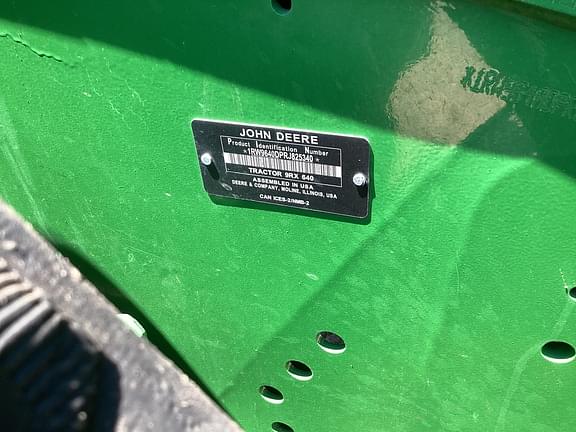 JOHN DEERE
Product Identification Number
*1RW9640DPRJ825340*
TRACTOR 9RX 640
ASSEMBLED IN USA
DEERE & COMPANY, MOLINE, ILLINOIS, USA
CAN ICES-2/NMB-2